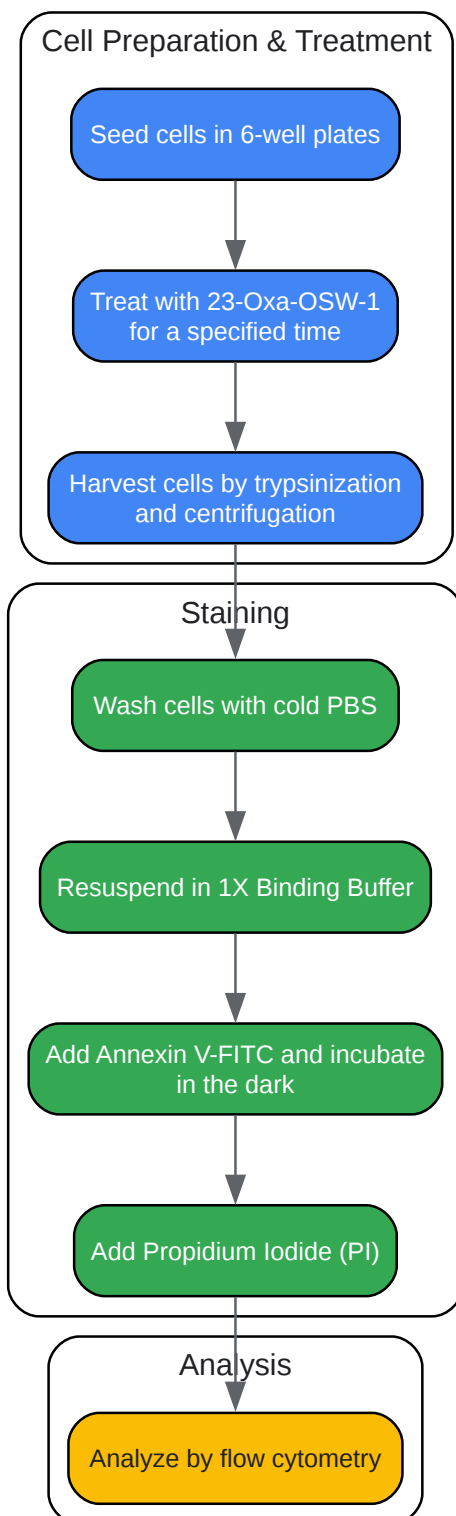 Cell Preparation & Treatment
Seed cells in 6-well plates
Treat with 23-Oxa-OSW-1
for a specified time
Harvest cells by trypsinization
and centrifugation
Staining
Wash cells with cold PBS
Resuspend in 1X Binding Buffer
Add Annexin V-FITC and incubate
in the dark
Add Propidium Iodide (PI)
Analysis
Analyze by flow cytometry